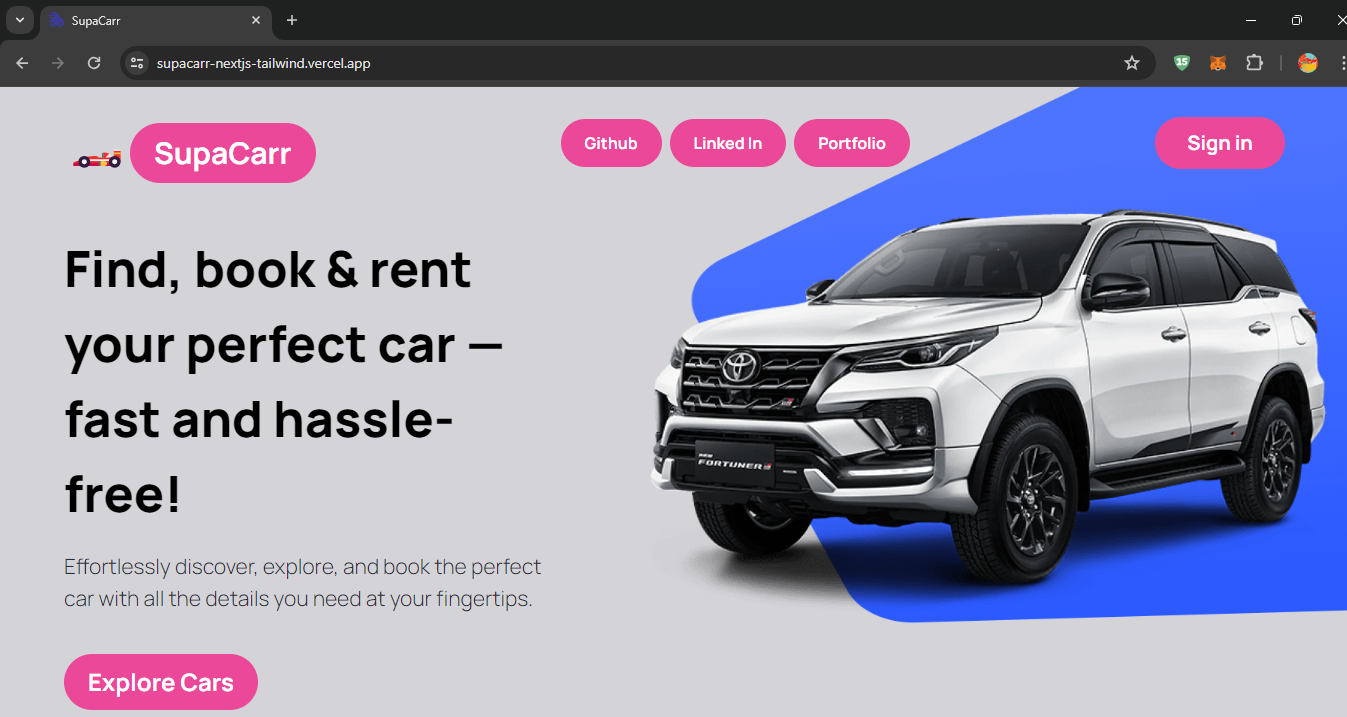 SupaCarr
supacarr-nextjs-tailwind.vercel.app
15
SupaCarr
Github
Linked In
Portfolio
Sign in
Find, book & rent
your perfect car —
fast and hassle-
free!
Effortlessly discover, explore, and book the perfect
car with all the details you need at your fingertips.
Explore Cars
NEW
FORTUNER